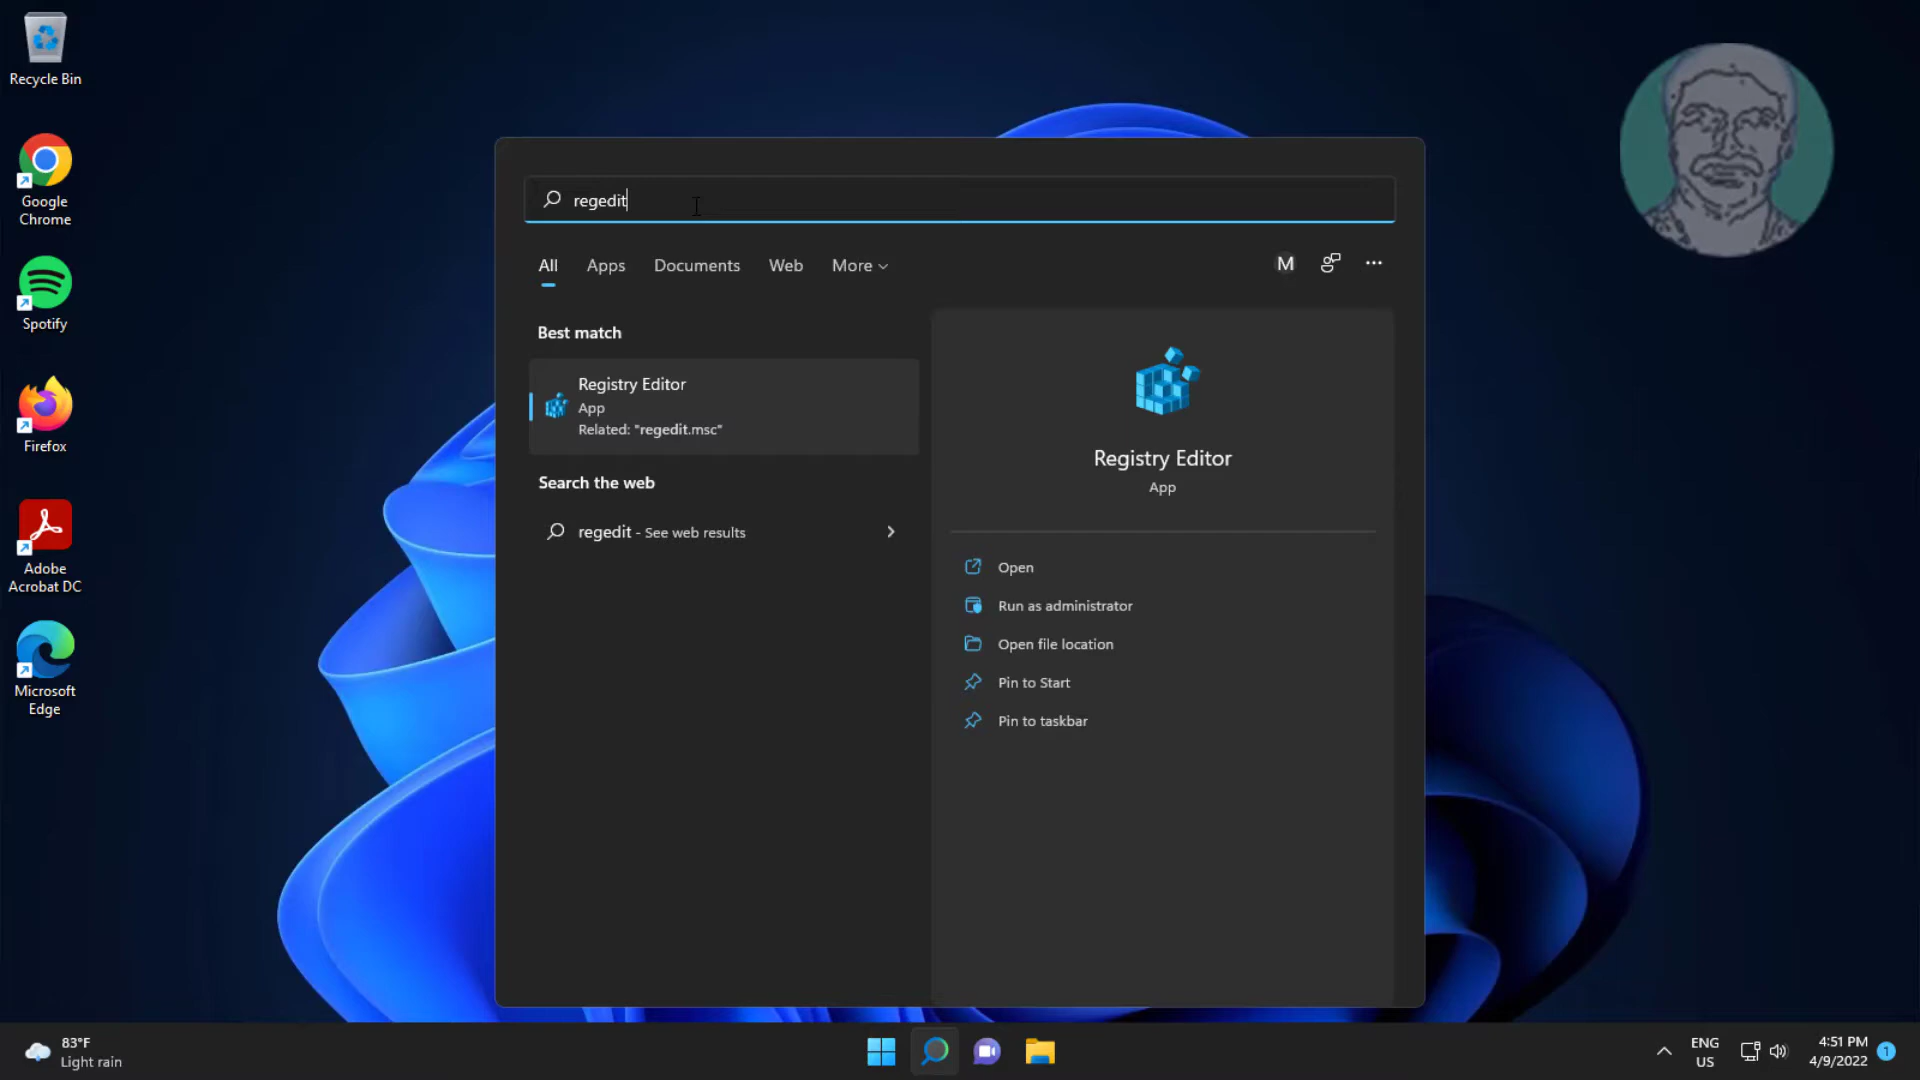 Recycle Bin
Google
Chrome
Spotify
Firefox
Adobe
Acrobat DC
Microsoft
Edge
regedit
All
Apps
Documents
Web
More
M
Best match
Registry Editor
App
Related: "regedit.msc"
Search the web
regedit - See web results
Registry Editor
App
Open
Run as administrator
Open file location
Pin to Start
Pin to taskbar
83°F
Light rain
ENG
US
4:51 PM
4/9/2022
1